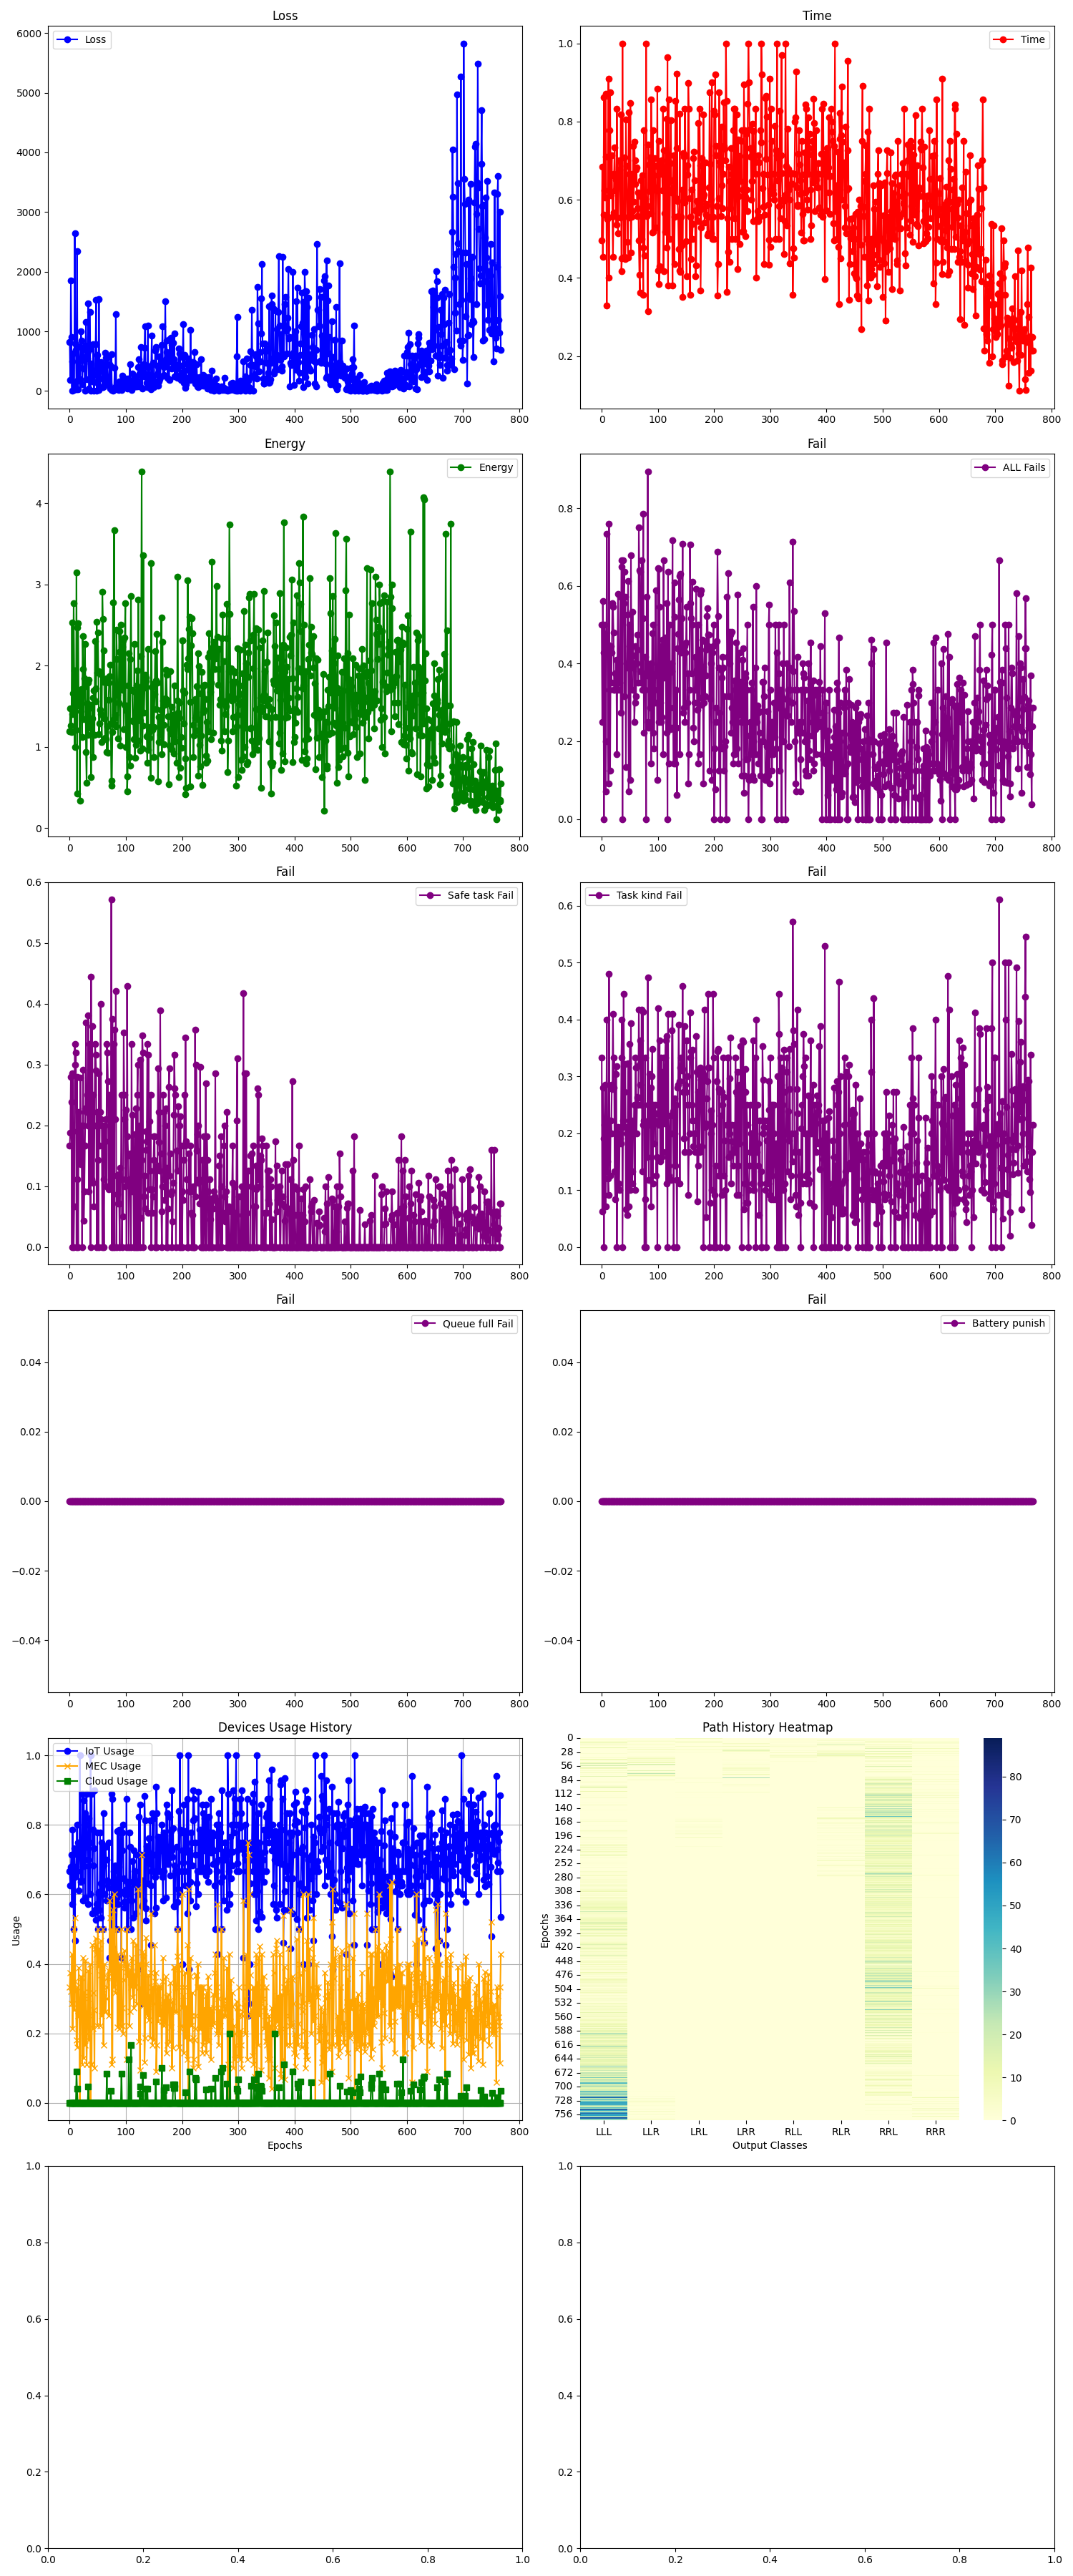 Loss
Loss
6000
5000
4000
3000
2000
1000
0
0 100 200 300 400 500 600 700 800
Time
Time
1.0
0.8
0.6
0.4
0.2
0 100 200 300 400 500 600 700 800
Energy
Energy
4
3
2
1
0
0 100 200 300 400 500 600 700 800
Fail
ALL Fails
0.8
0.6
0.4
0.2
0.0
0 100 200 300 400 500 600 700 800
Fail
Safe task Fail
0.6
0.5
0.4
0.3
0.2
0.1
0.0
0 100 200 300 400 500 600 700 800
Fail
Task kind Fail
0.6
0.5
0.4
0.3
0.2
0.1
0.0
0 100 200 300 400 500 600 700 800
Fail
Queue full Fail
0.04
0.02
0.00
−0.02
−0.04
0 100 200 300 400 500 600 700 800
Fail
Battery punish
0.04
0.02
0.00
−0.02
−0.04
0 100 200 300 400 500 600 700 800
Devices Usage History
IoT Usage
MEC Usage
Cloud Usage
Usage
1.0
0.8
0.6
0.4
0.2
0.0
0 100 200 300 400 500 600 700 800
Epochs
Path History Heatmap
Epochs
0
28
56
84
112
140
168
196
224
252
280
308
336
364
392
420
448
476
504
532
560
588
616
644
672
700
728
756
LLL LLR LRL LRR RLL RLR RRL RRR
Output Classes
80
70
60
50
40
30
20
10
0
1.0
0.8
0.6
0.4
0.2
0.0
0.0 0.2 0.4 0.6 0.8 1.0
1.0
0.8
0.6
0.4
0.2
0.0
0.0 0.2 0.4 0.6 0.8 1.0